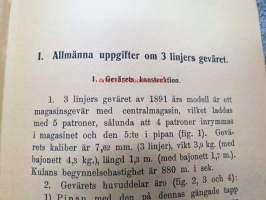 I. Allmänna uppgifter om 3 linjers geväret.
1. Gevärets konstruktion.
1. 3 linjers geväret av 1891 års modell är ett
magasinsgevär med centralmagasin, vilket laddas
med 5 patroner, sålunda att 4 patroner inrymmas
i magasinet och den 5:te i pipan (fig. 1). Gevä-
rets kaliber är 7,62 mm. (3 linjer), vikt 3,9 kg. (med
bajonett 4,3 kg.), längd 1,3 m. (med bajonett 1,7 m.).
Kulans begynnelsebastighet är 880 m. i sek.
2. Gevärets huvuddelar äro (fig. 2, 3 och 4):
1) Pipan med den på dennas gängade tapp